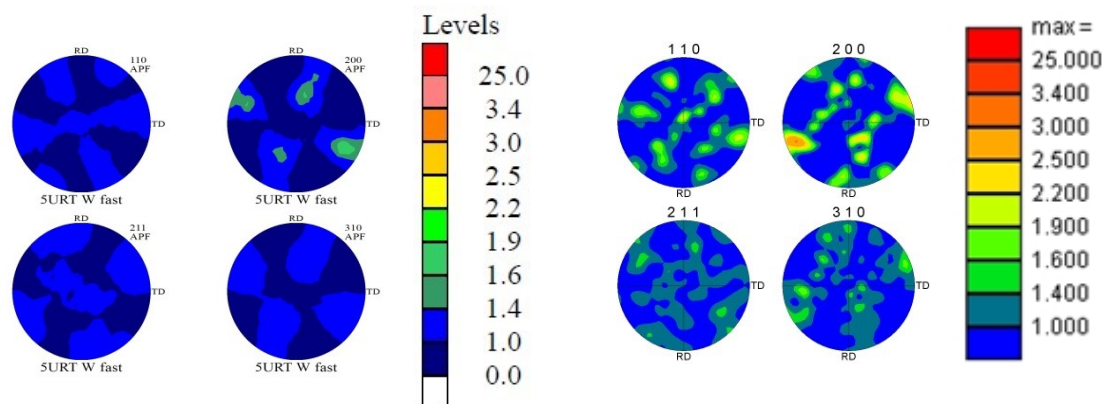 RD
110
APF
TD
5URT W fast
RD
200
APF
TD
5URT W fast
RD
211
APF
TD
5URT W fast
RD
310
APF
TD
5URT W fast
Levels
25.0
3.4
3.0
2.5
2.2
1.9
1.6
1.4
1.0
0.0
1 1 0
TD
RD
2 0 0
TD
RD
2 1 1
TD
RD
3 1 0
TD
RD
max =
25.000
3.400
3.000
2.500
2.200
1.900
1.600
1.400
1.000